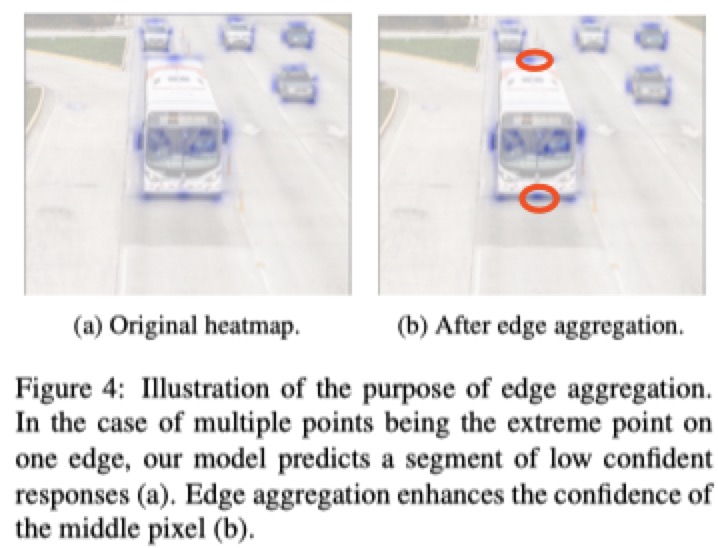 (a) Original heatmap.
(b) After edge aggregation.
Figure 4: Illustration of the purpose of edge aggregation.
In the case of multiple points being the extreme point on
one edge, our model predicts a segment of low confident
responses (a). Edge aggregation enhances the confidence of
the middle pixel (b).